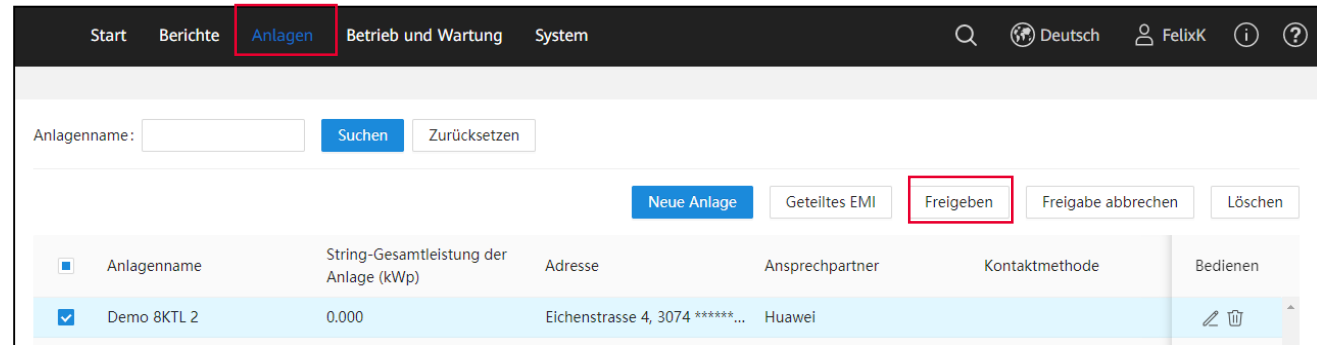 Start Berichte Anlagen Betrieb und Wartung System Deutsch FelixK
Anlagenname: Suchen Zurücksetzen
Neue Anlage Geteiltes EMI Freigeben Freigabe abbrechen Löschen
Anlagenname String-Gesamtleistung der Anlage (kWp) Adresse Ansprechpartner Kontaktmethode Bedienen
Demo 8KTL 2 0.000 Eichenstrasse 4, 3074 ******... Huawei